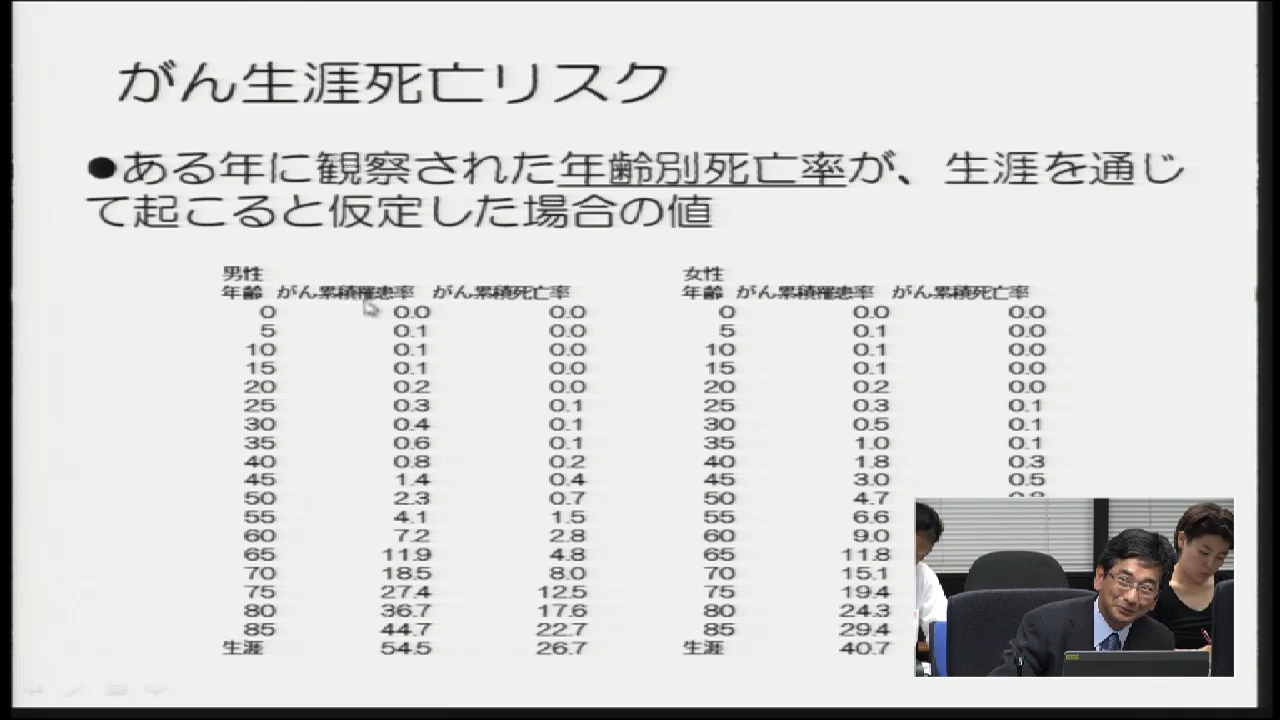 がん生涯死亡リスク
●ある年に観察された年齢別死亡率が、生涯を通じ
て起こると仮定した場合の値
男性
年齢 がん累積罹患率 がん累積死亡率
0 0.0 0.0
5 0.1 0.0
10 0.1 0.0
15 0.1 0.0
20 0.2 0.0
25 0.3 0.1
30 0.4 0.1
35 0.6 0.1
40 0.8 0.2
45 1.4 0.4
50 2.3 0.7
55 4.1 1.5
60 7.2 2.8
65 11.9 4.8
70 18.5 8.0
75 27.4 12.5
80 36.7 17.6
85 44.7 22.7
生涯 54.5 26.7
女性
年齢 がん累積罹患率 がん累積死亡率
0 0.0 0.0
5 0.1 0.0
10 0.1 0.0
15 0.1 0.0
20 0.2 0.0
25 0.3 0.1
30 0.5 0.1
35 1.0 0.1
40 1.8 0.3
45 3.0 0.5
50 4.7
55 6.6
60 9.0
65 11.8
70 15.1
75 19.4
80 24.3
85 29.4
生涯 40.7